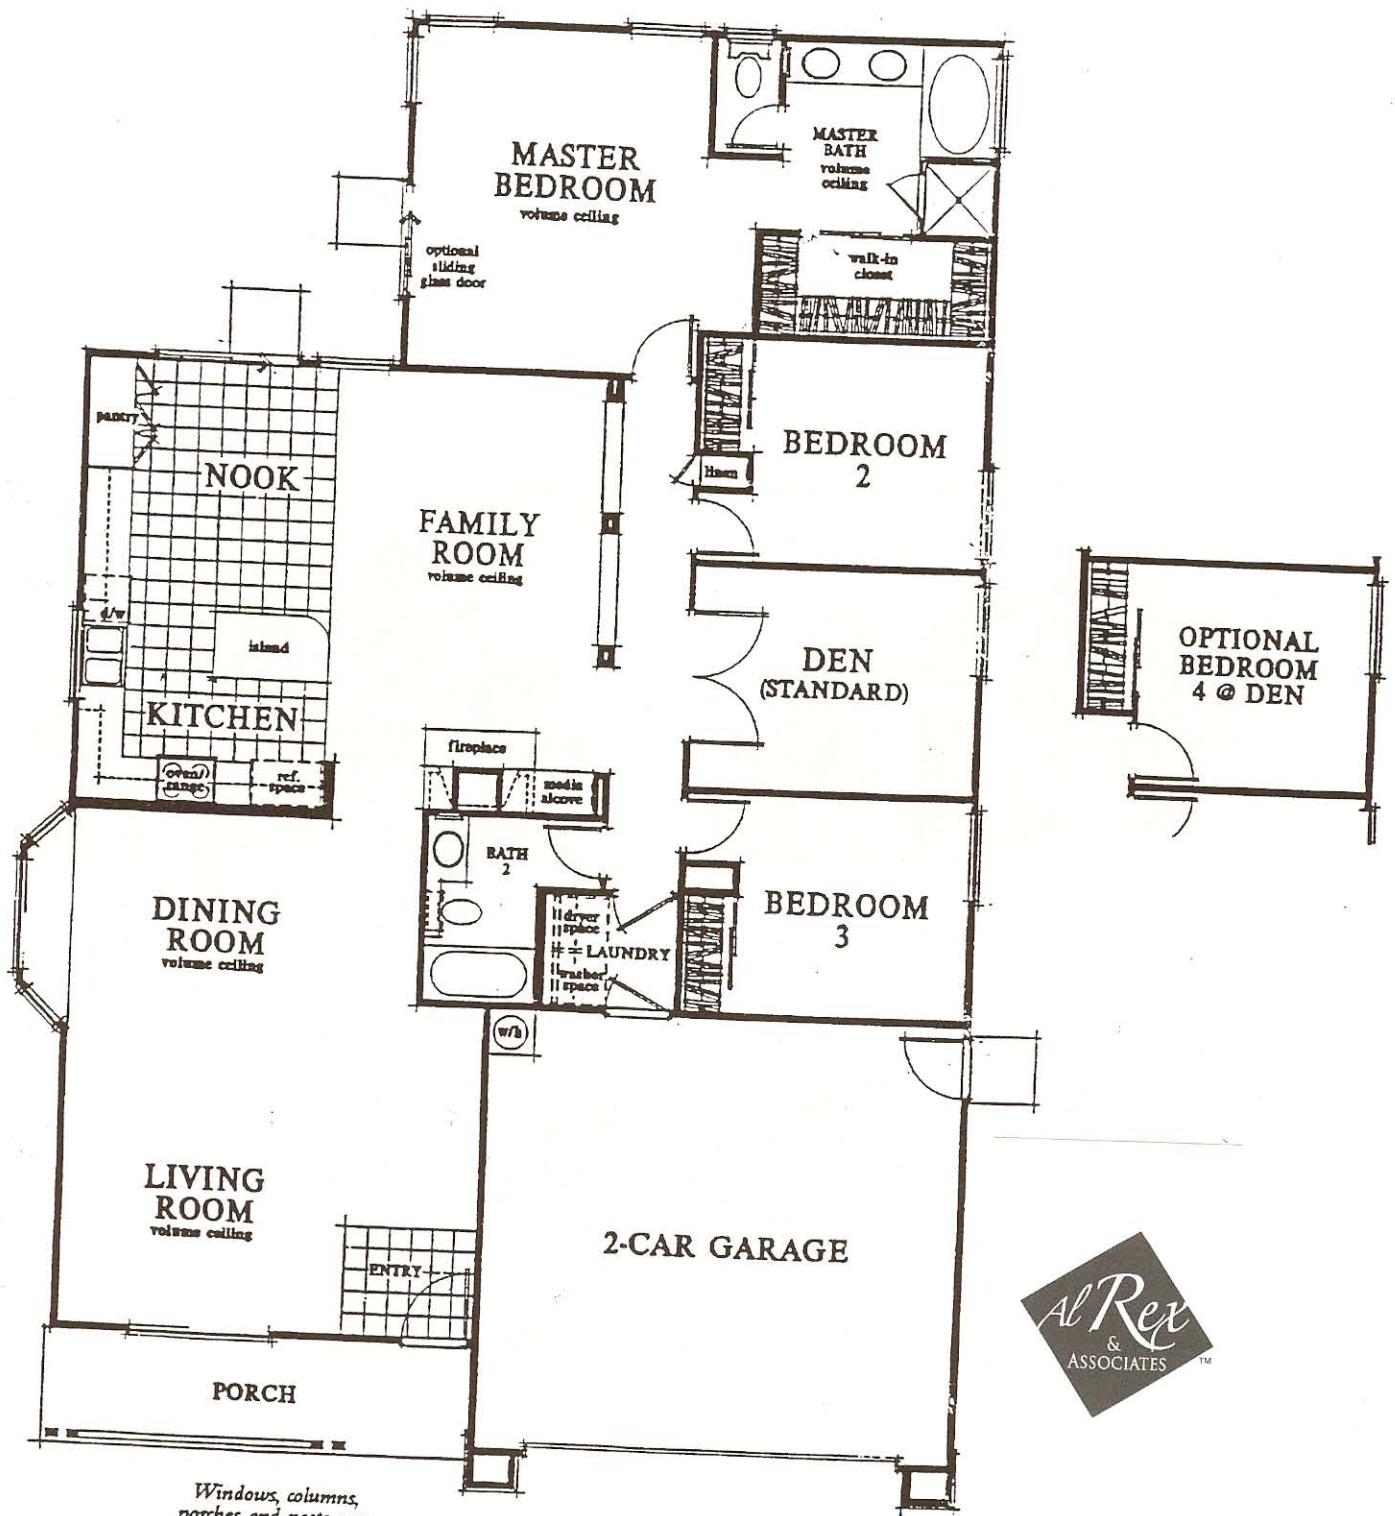 MASTER
BEDROOM
volume ceiling
optional
sliding
glass door
MASTER
BATH
volume
ceiling
walk-in
closet
pantry
NOOK
FAMILY
ROOM
volume ceiling
BEDROOM
2
linen
d/w
island
KITCHEN
oven/
range
ref.
space
fireplace
media
alcove
DEN
(STANDARD)
OPTIONAL
BEDROOM
4 @ DEN
BATH
2
dryer
space
LAUNDRY
washer
space
BEDROOM
3
DINING
ROOM
volume ceiling
w/h
LIVING
ROOM
volume ceiling
ENTRY
2-CAR GARAGE
PORCH
Al Rex
&
ASSOCIATES
TM
Windows, columns,
porches and